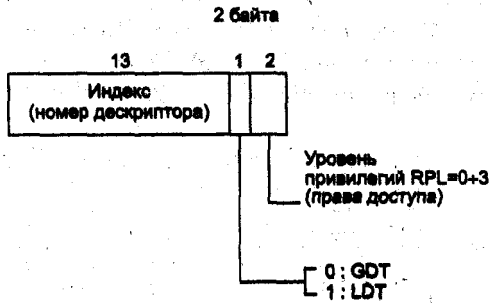 2 байта
13 1 2
Индекс
(номер дескриптора)
Уровень
привилегий RPL=0÷3
(права доступа)
0 : GDT
1 : LDT